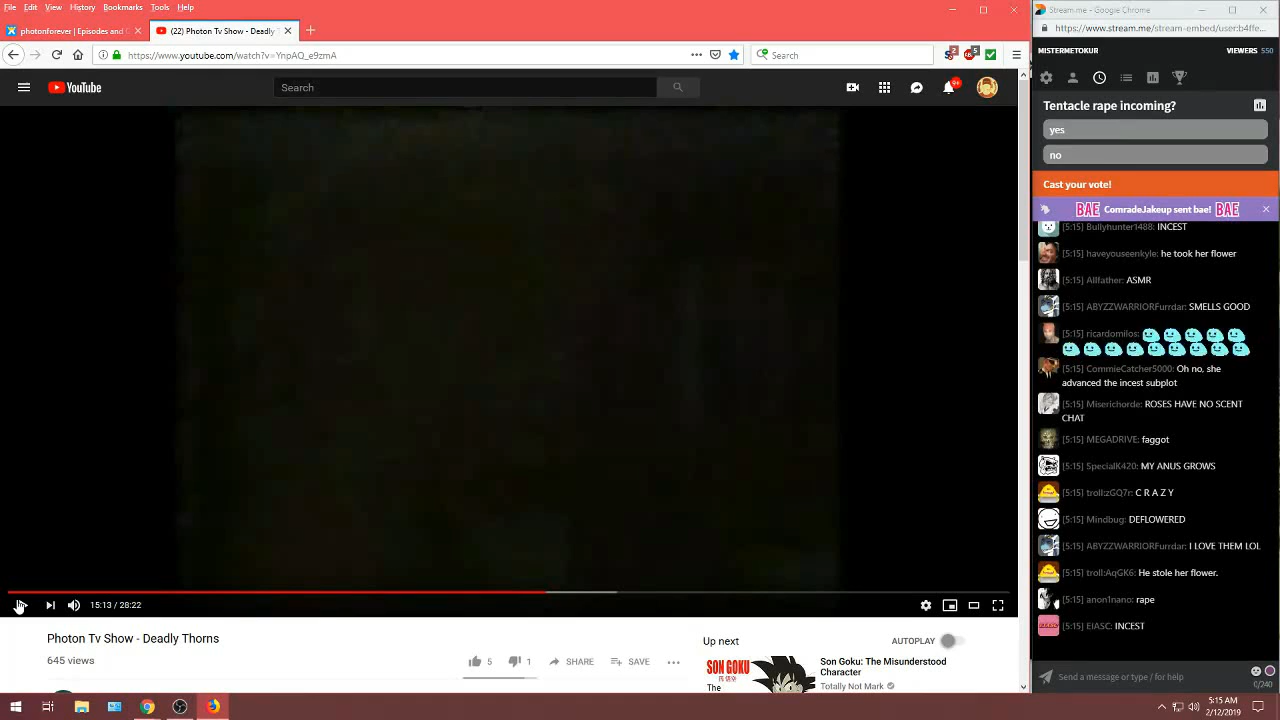 File Edit View History Bookmarks Tools Help
photonforever | Episodes and C
(22) Photon Tv Show - Deadly T
https://www.youtube.com/watch?v=YnpAQ_e9zmA
Search
2
5
YouTube
Search
9+
15:13 / 28:22
Photon Tv Show - Deadly Thorns
645 views
5
1
SHARE
SAVE
Up next
AUTOPLAY
SON GOKU
The
Son Goku: The Misunderstood
Character
Totally Not Mark
Stream.me - Google Chrome
https://www.stream.me/stream-embed/user:b4ffe...
MISTERMETOKUR
VIEWERS 550
Tentacle rape incoming?
yes
no
Cast your vote!
BAE ComradeJakeup sent bae! BAE
[5:15] Bullyhunter1488: INCEST
[5:15] haveyouseenkyle: he took her flower
[5:15] Allfather: ASMR
[5:15] ABYZZWARRIORFurrdar: SMELLS GOOD
[5:15] ricardomilos:
[5:15] CommieCatcher5000: Oh no, she
advanced the incest subplot
[5:15] Miserichorde: ROSES HAVE NO SCENT
CHAT
[5:15] MEGADRIVE: faggot
[5:15] SpecialK420: MY ANUS GROWS
[5:15] troll:zGQ7r: C R A Z Y
[5:15] Mindbug: DEFLOWERED
[5:15] ABYZZWARRIORFurrdar: I LOVE THEM LOL
[5:15] troll:AqGK6: He stole her flower.
[5:15] anon1nano: rape
[5:15] EIASC: INCEST
Send a message or type / for help
0/240
5:15 AM
2/12/2019